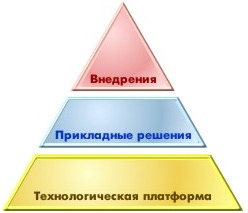 Внедрения
Прикладные решения
Технологическая платформа